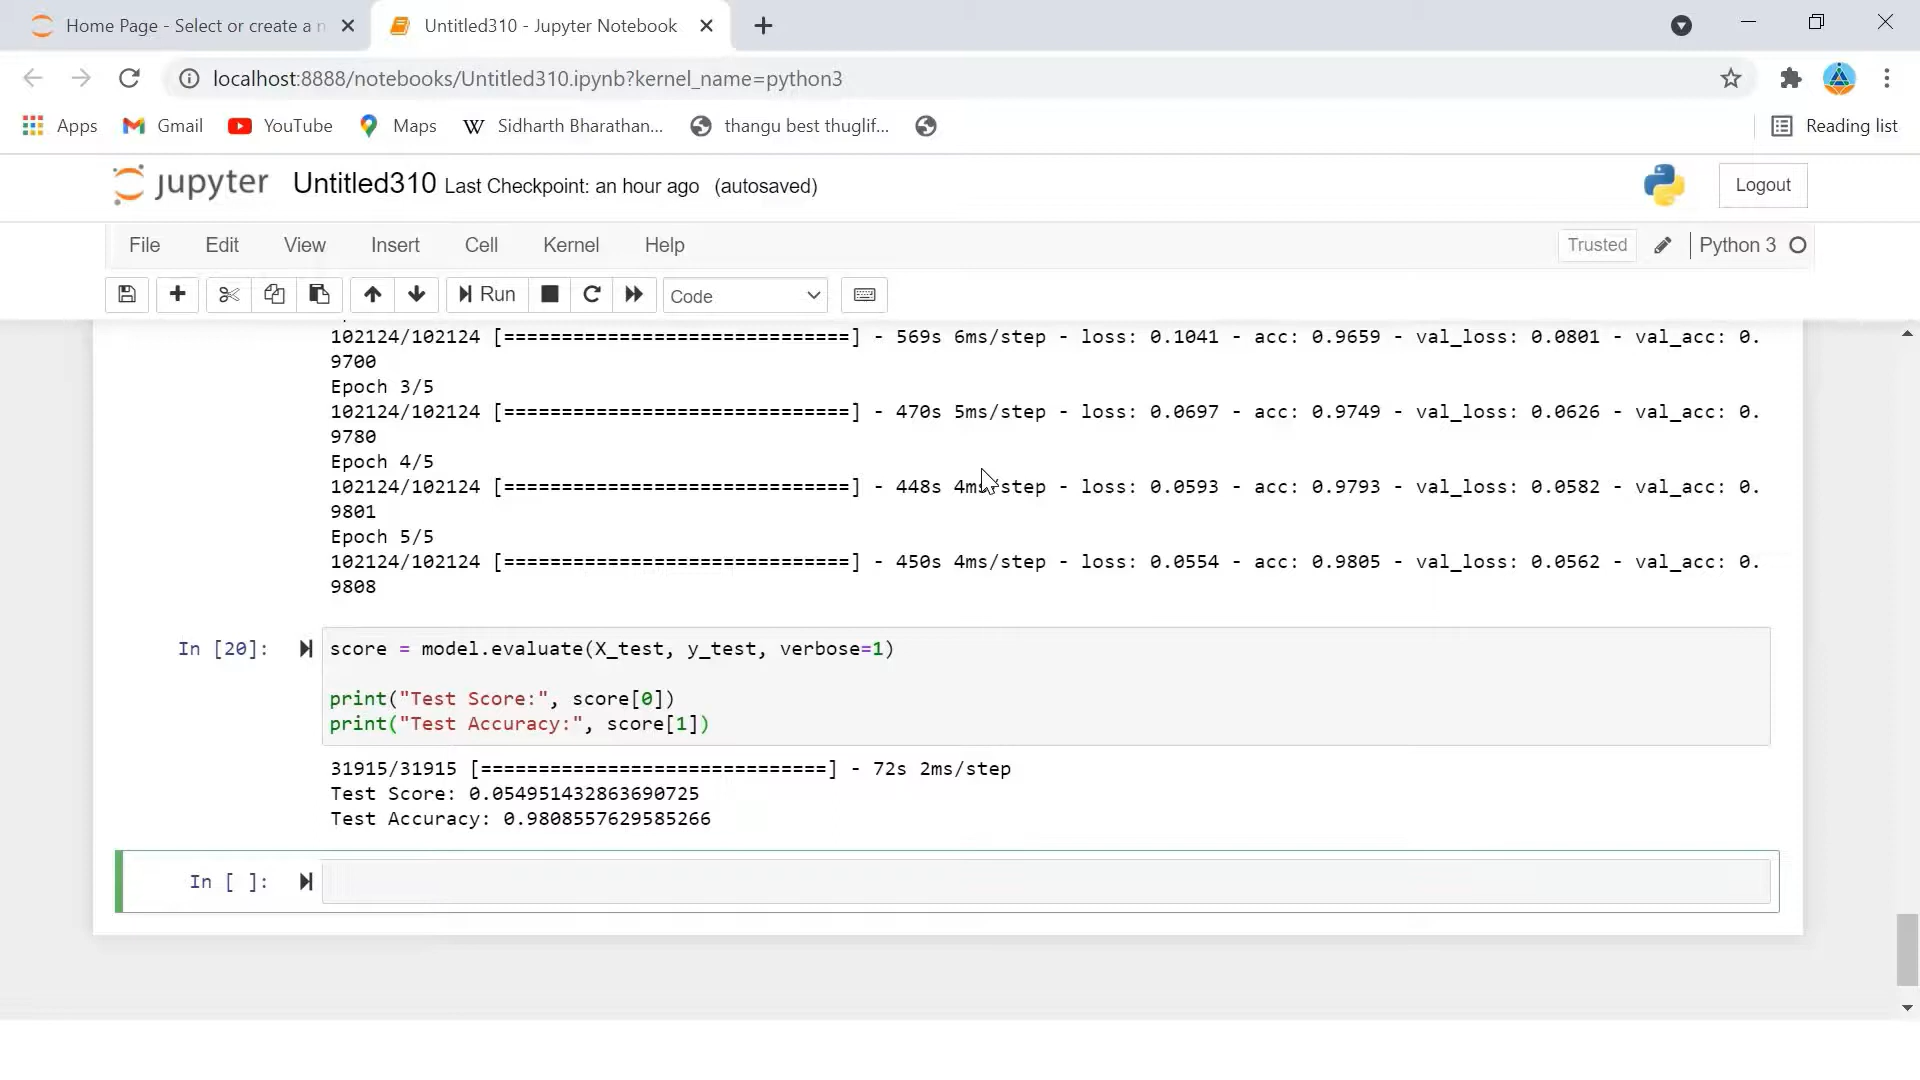 Home Page - Select or create a n
Untitled310 - Jupyter Notebook
localhost:8888/notebooks/Untitled310.ipynb?kernel_name=python3
Apps Gmail YouTube Maps Sidharth Bharathan... thangu best thuglif... Reading list
jupyter Untitled310 Last Checkpoint: an hour ago (autosaved) Logout
File Edit View Insert Cell Kernel Help Trusted Python 3
Run Code
102124/102124 [==============================] - 569s 6ms/step - loss: 0.1041 - acc: 0.9659 - val_loss: 0.0801 - val_acc: 0.
9700
Epoch 3/5
102124/102124 [==============================] - 470s 5ms/step - loss: 0.0697 - acc: 0.9749 - val_loss: 0.0626 - val_acc: 0.
9780
Epoch 4/5
102124/102124 [==============================] - 448s 4ms/step - loss: 0.0593 - acc: 0.9793 - val_loss: 0.0582 - val_acc: 0.
9801
Epoch 5/5
102124/102124 [==============================] - 450s 4ms/step - loss: 0.0554 - acc: 0.9805 - val_loss: 0.0562 - val_acc: 0.
9808
In [20]: score = model.evaluate(X_test, y_test, verbose=1)
print("Test Score:", score[0])
print("Test Accuracy:", score[1])
31915/31915 [==============================] - 72s 2ms/step
Test Score: 0.054951432863690725
Test Accuracy: 0.9808557629585266
In [ ]: